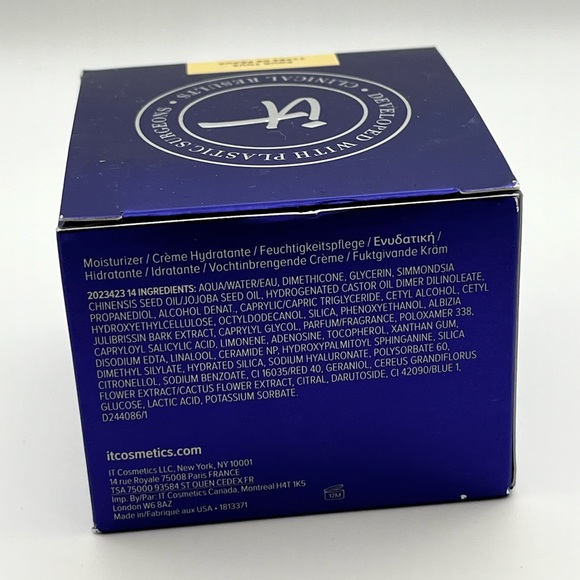 CLINICAL RESULTS • DEVELOPED WITH PLASTIC SURGEONS •
it
Moisturizer / Crème Hydratante / Feuchtigkeitspflege / Ενυδατική /
Hidratante / Idratante / Vochtinbrengende Crème / Fuktgivande Kräm
2023423 14 INGREDIENTS: AQUA/WATER/EAU, DIMETHICONE, GLYCERIN, SIMMONDSIA
CHINENSIS SEED OIL/JOJOBA SEED OIL, HYDROGENATED CASTOR OIL DIMER DILINOLEATE,
PROPANEDIOL, ALCOHOL DENAT., CAPRYLIC/CAPRIC TRIGLYCERIDE, CETYL ALCOHOL, CETYL
HYDROXYETHYLCELLULOSE, OCTYLDODECANOL, SILICA, PHENOXYETHANOL, ALBIZIA
JULIBRISSIN BARK EXTRACT, CAPRYLYL GLYCOL, PARFUM/FRAGRANCE, POLOXAMER 338,
CAPRYLOYL SALICYLIC ACID, LIMONENE, ADENOSINE, TOCOPHEROL, XANTHAN GUM,
DISODIUM EDTA, LINALOOL, CERAMIDE NP, HYDROXYPALMITOYL SPHINGANINE, SILICA
DIMETHYL SILYLATE, HYDRATED SILICA, SODIUM HYALURONATE, POLYSORBATE 60,
CITRONELLOL, SODIUM BENZOATE, CI 16035/RED 40, GERANIOL, CEREUS GRANDIFLORUS
FLOWER EXTRACT/CACTUS FLOWER EXTRACT, CITRAL, DARUTOSIDE, CI 42090/BLUE 1,
GLUCOSE, LACTIC ACID, POTASSIUM SORBATE.
D244086/1
itcosmetics.com
IT Cosmetics LLC, New York, NY 10001
14 rue Royale 75008 Paris FRANCE
TSA 75000 93584 ST OUEN CEDEX FR
Imp. By/Par: IT Cosmetics Canada, Montreal H4T 1K5
London W6 8AZ
Made in/Fabriqué aux USA • 1813371
12M